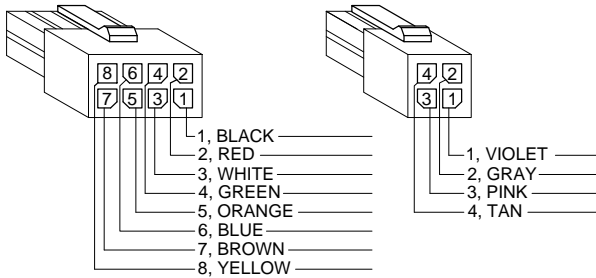 8 6 4 2
7 5 3 1
1, BLACK
2, RED
3, WHITE
4, GREEN
5, ORANGE
6, BLUE
7, BROWN
8, YELLOW
4 2
3 1
1, VIOLET
2, GRAY
3, PINK
4, TAN